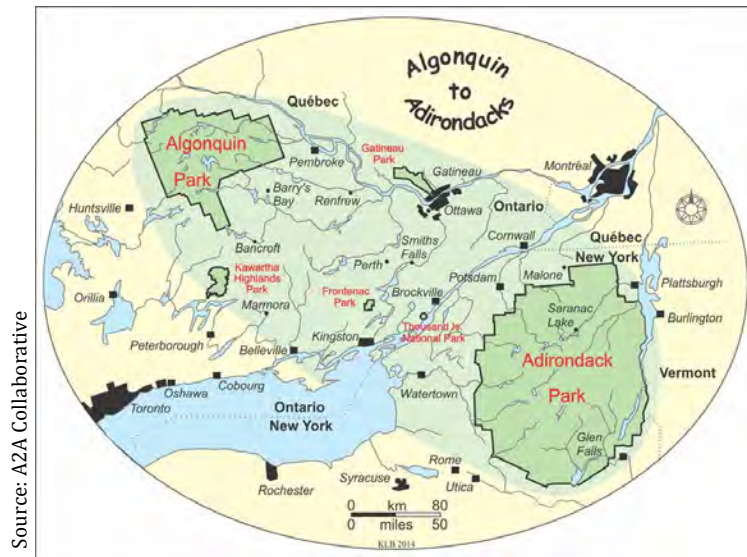 Algonquin
to
Adirondacks
Québec
Algonquin
Park
Pembroke
Gatineau
Park
Gatineau
Montréal
Ottawa
Barry's
Bay
Renfrew
Huntsville
Ontario
Cornwall
Québec
New York
Bancroft
Smiths
Falls
Perth
Kawartha
Highlands
Park
Frontenac
Park
Brockville
Potsdam
Malone
Plattsburgh
Orillia
Marmora
Thousand Is.
National Park
Saranac
Lake
Burlington
Peterborough
Kingston
Belleville
Adirondack
Park
Vermont
Watertown
Cobourg
Oshawa
Toronto
Ontario
New York
Glen
Falls
Rome
Utica
Syracuse
Rochester
0 km 80
0 miles 50
KLB 2014
Source: A2A Collaborative